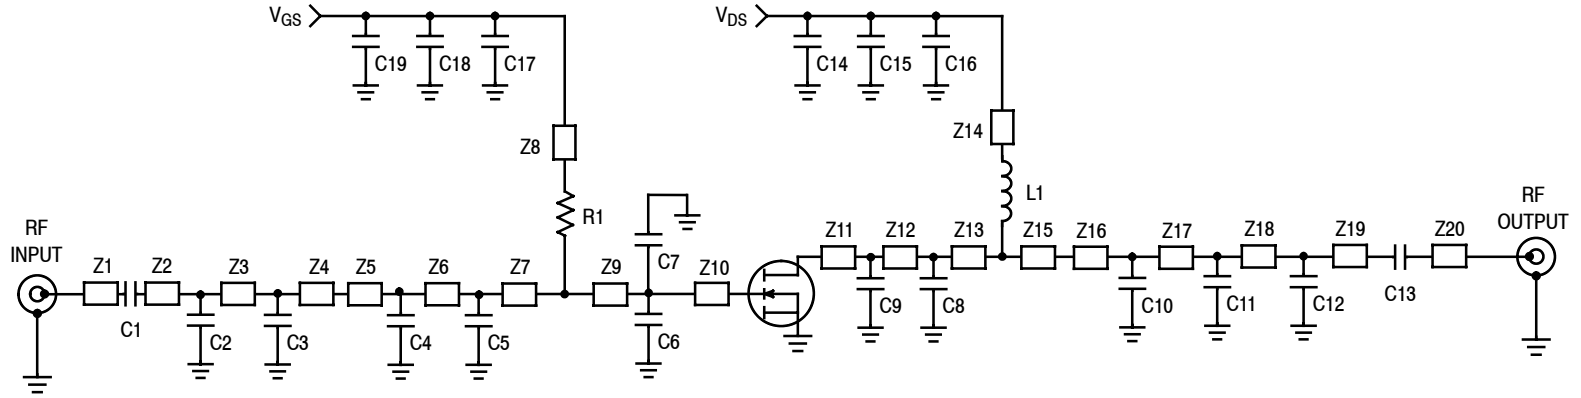 VGS
C19
C18
C17
Z8
R1
VDS
C14
C15
C16
Z14
L1
RF
INPUT
Z1
C1
Z2
C2
Z3
C3
Z4
Z5
C4
Z6
C5
Z7
Z9
C7
C6
Z10
Z11
C9
Z12
C8
Z13
Z15
Z16
C10
Z17
C11
Z18
C12
Z19
C13
Z20
RF
OUTPUT